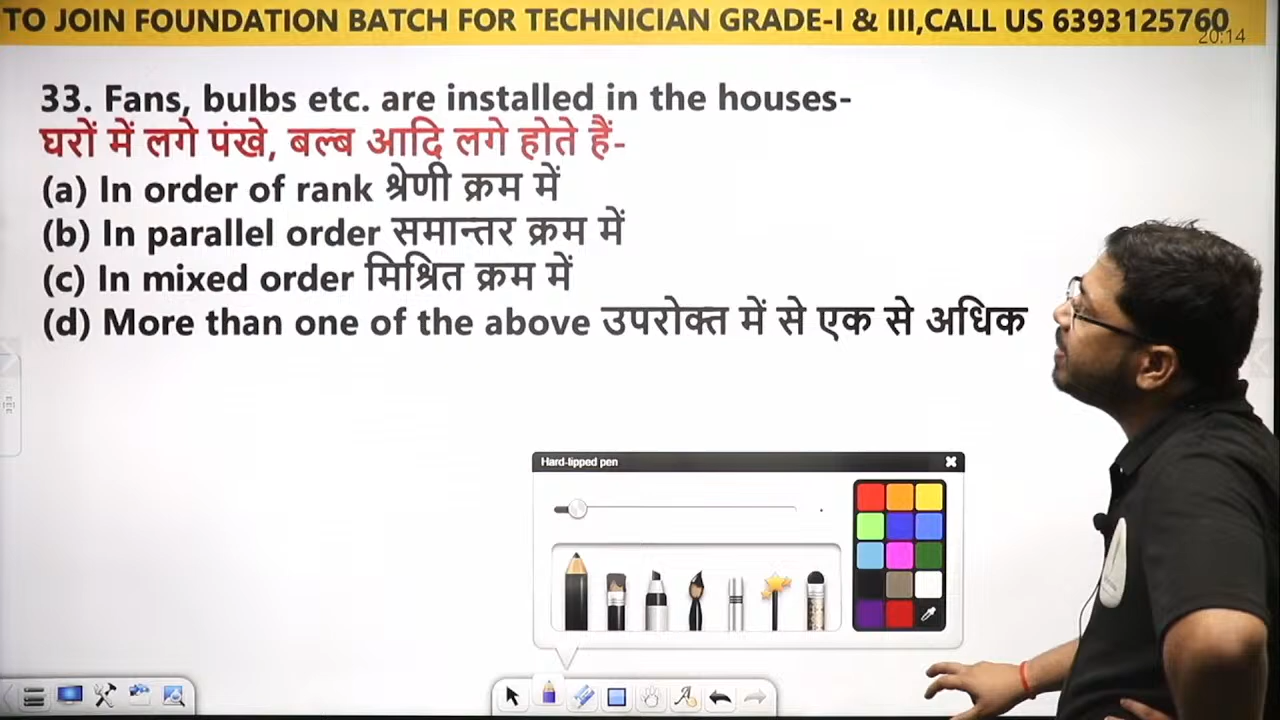 TO JOIN FOUNDATION BATCH FOR TECHNICIAN GRADE-I & III,CALL US 6393125760
20:14
33. Fans, bulbs etc. are installed in the houses-
घरों में लगे पंखे, बल्ब आदि लगे होते हैं-
(a) In order of rank श्रेणी क्रम में
(b) In parallel order समान्तर क्रम में
(c) In mixed order मिश्रित क्रम में
(d) More than one of the above उपरोक्त में से एक से अधिक
Hard-tipped pen